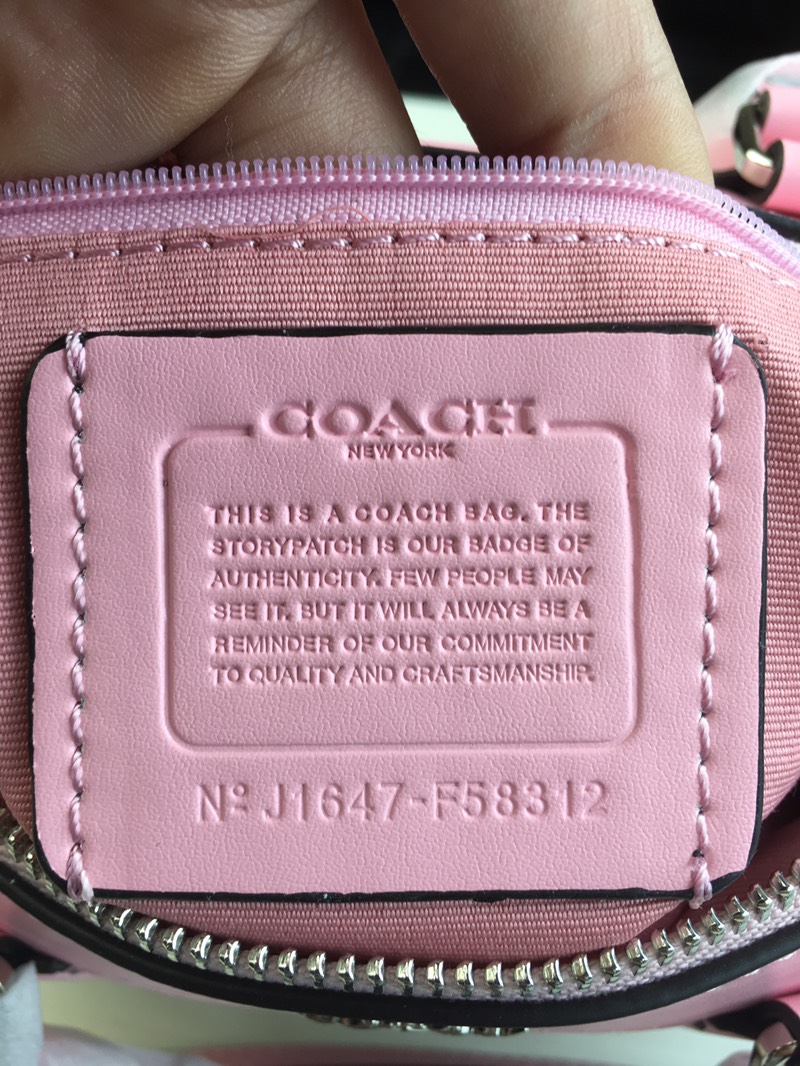 COACH
NEW YORK
THIS IS A COACH BAG. THE
STORYPATCH IS OUR BADGE OF
AUTHENTICITY. FEW PEOPLE MAY
SEE IT. BUT IT WILL ALWAYS BE A
REMINDER OF OUR COMMITMENT
TO QUALITY AND CRAFTSMANSHIP.
Nº J1647-F58312